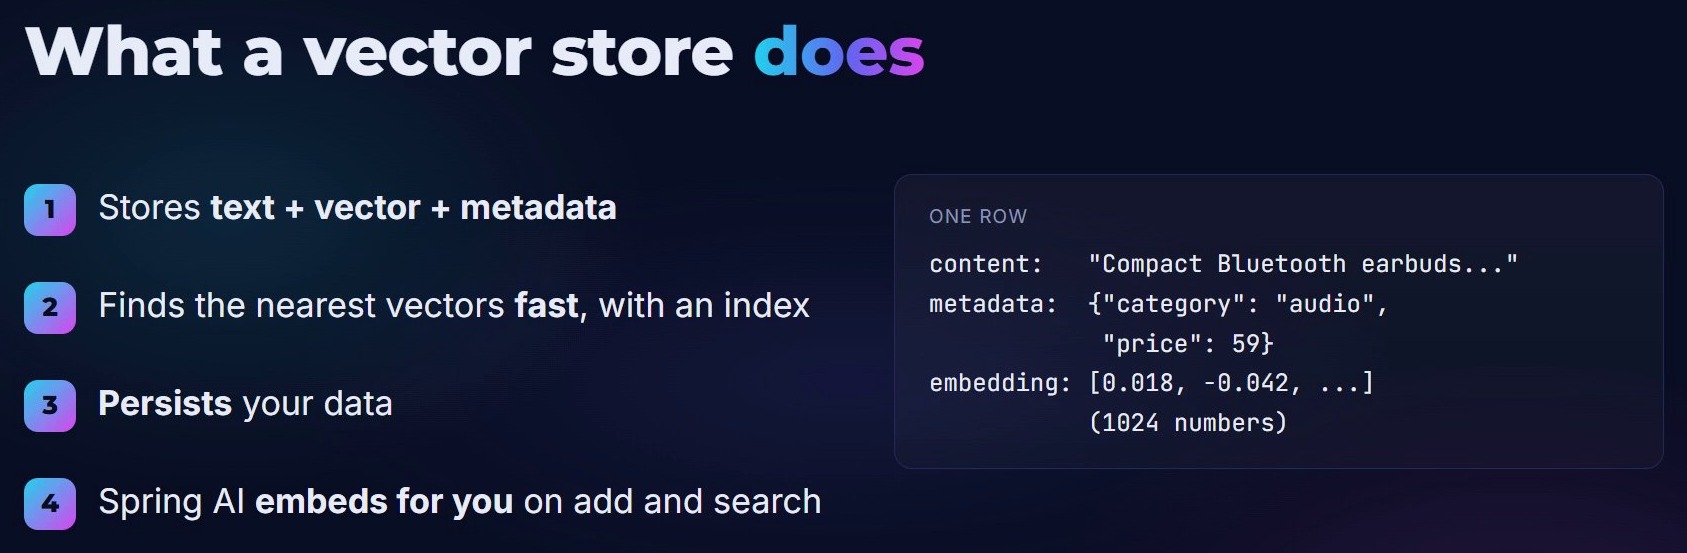 What a vector store does
1 Stores text + vector + metadata
2 Finds the nearest vectors fast, with an index
3 Persists your data
4 Spring AI embeds for you on add and search
ONE ROW
content: "Compact Bluetooth earbuds..."
metadata: {"category": "audio",
"price": 59}
embedding: [0.018, -0.042, ...]
(1024 numbers)